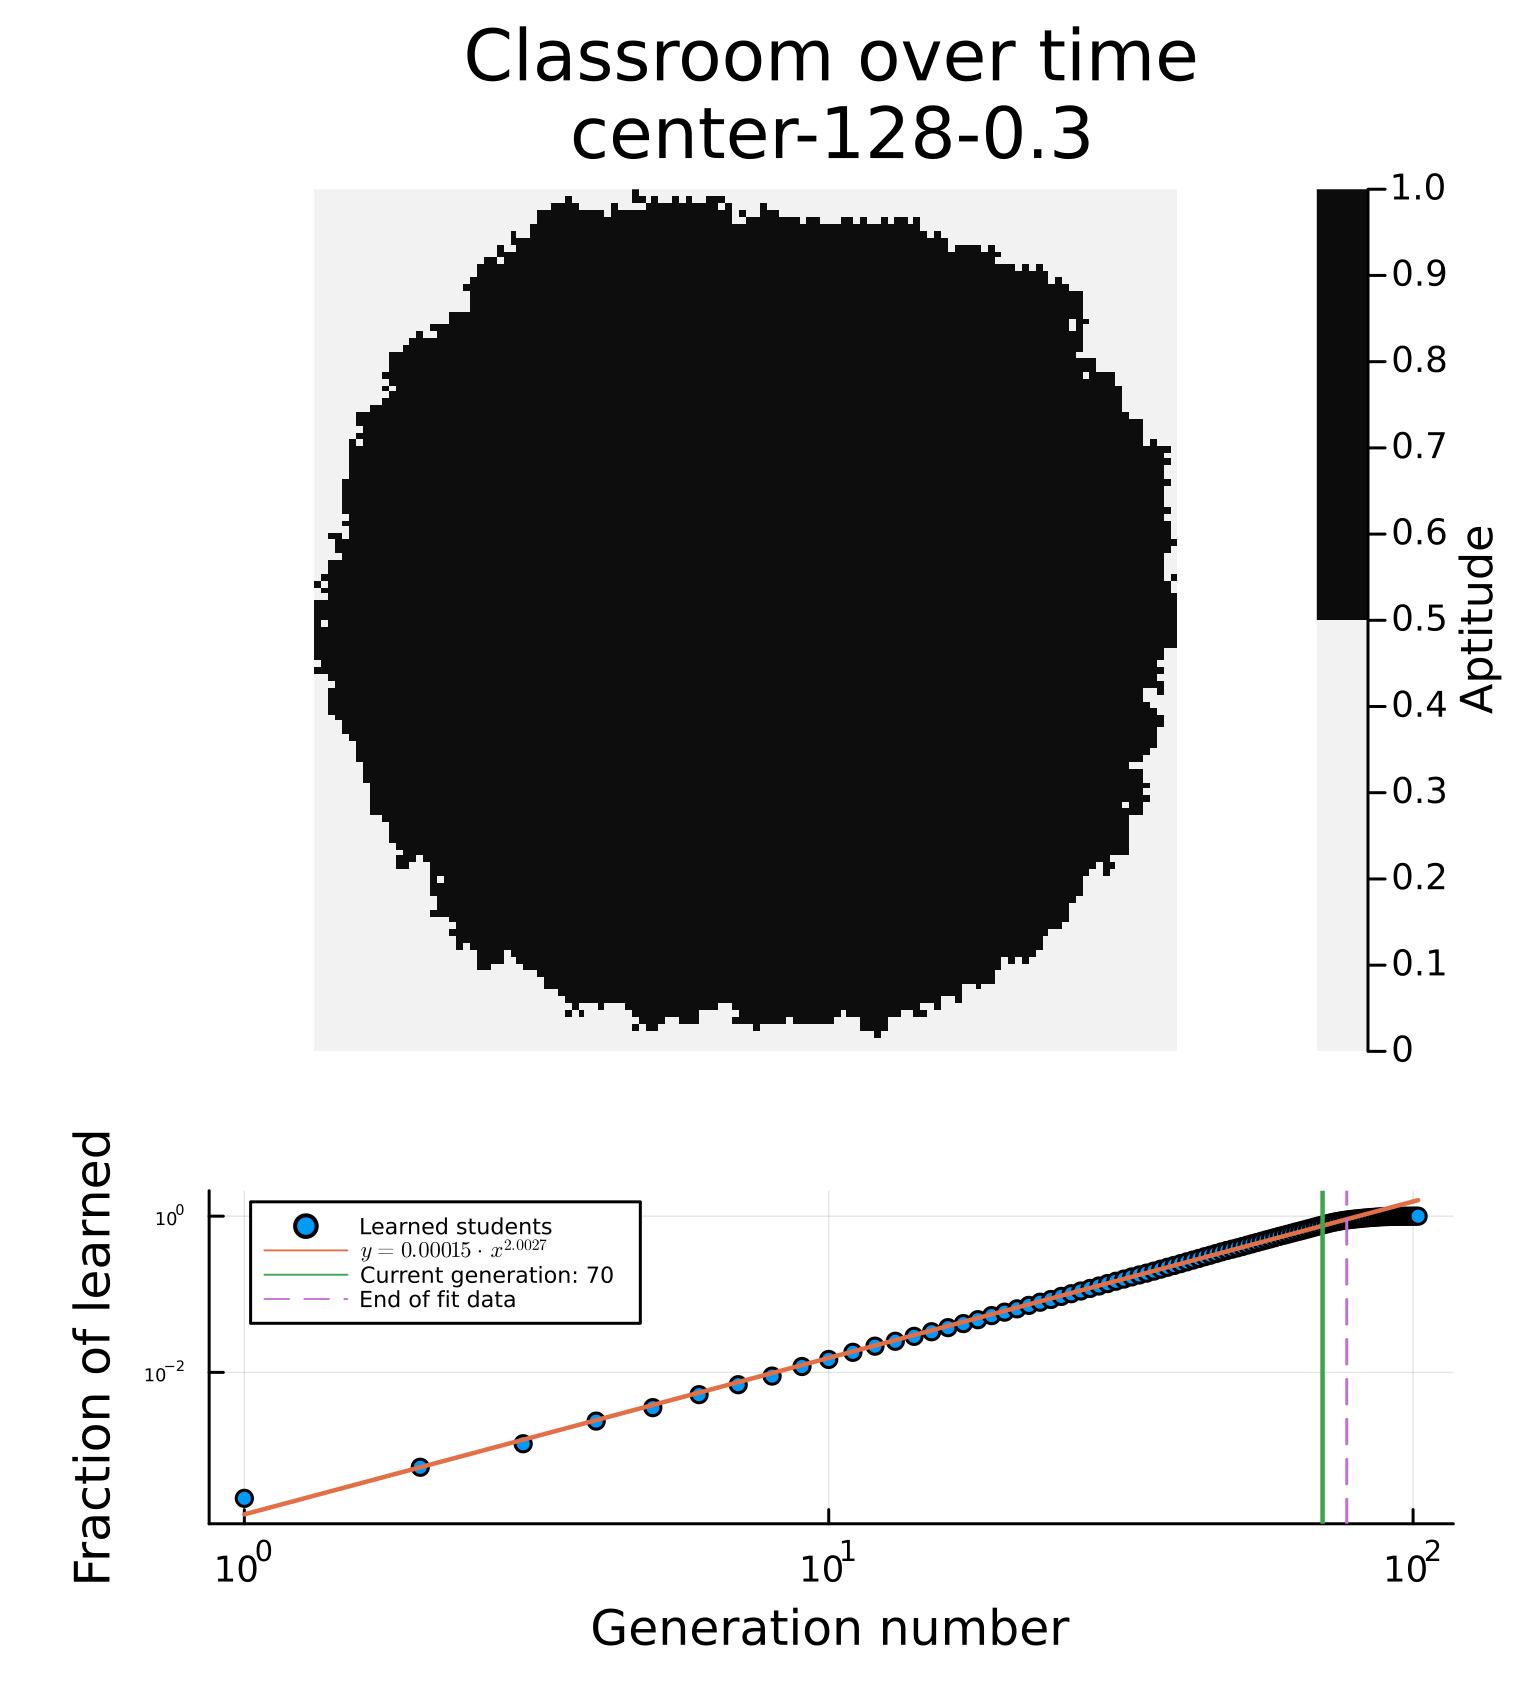 Classroom over time
center-128-0.3
1.0
0.9
0.8
0.7
0.6
0.5
0.4
0.3
0.2
0.1
0
Aptitude
Fraction of learned
10^0
10^-2
Learned students
y = 0.00015 · x^2.0027
Current generation: 70
End of fit data
10^0
10^1
10^2
Generation number